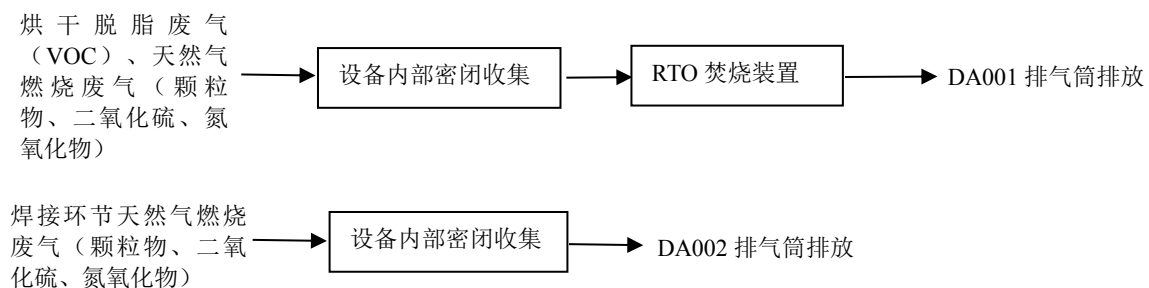 烘干脱脂废气
（VOC）、天然气
燃烧废气（颗粒
物、二氧化硫、氮
氧化物）
设备内部密闭收集
RTO 焚烧装置
DA001 排气筒排放
焊接环节天然气燃烧
废气（颗粒物、二氧
化硫、氮氧化物）
设备内部密闭收集
DA002 排气筒排放